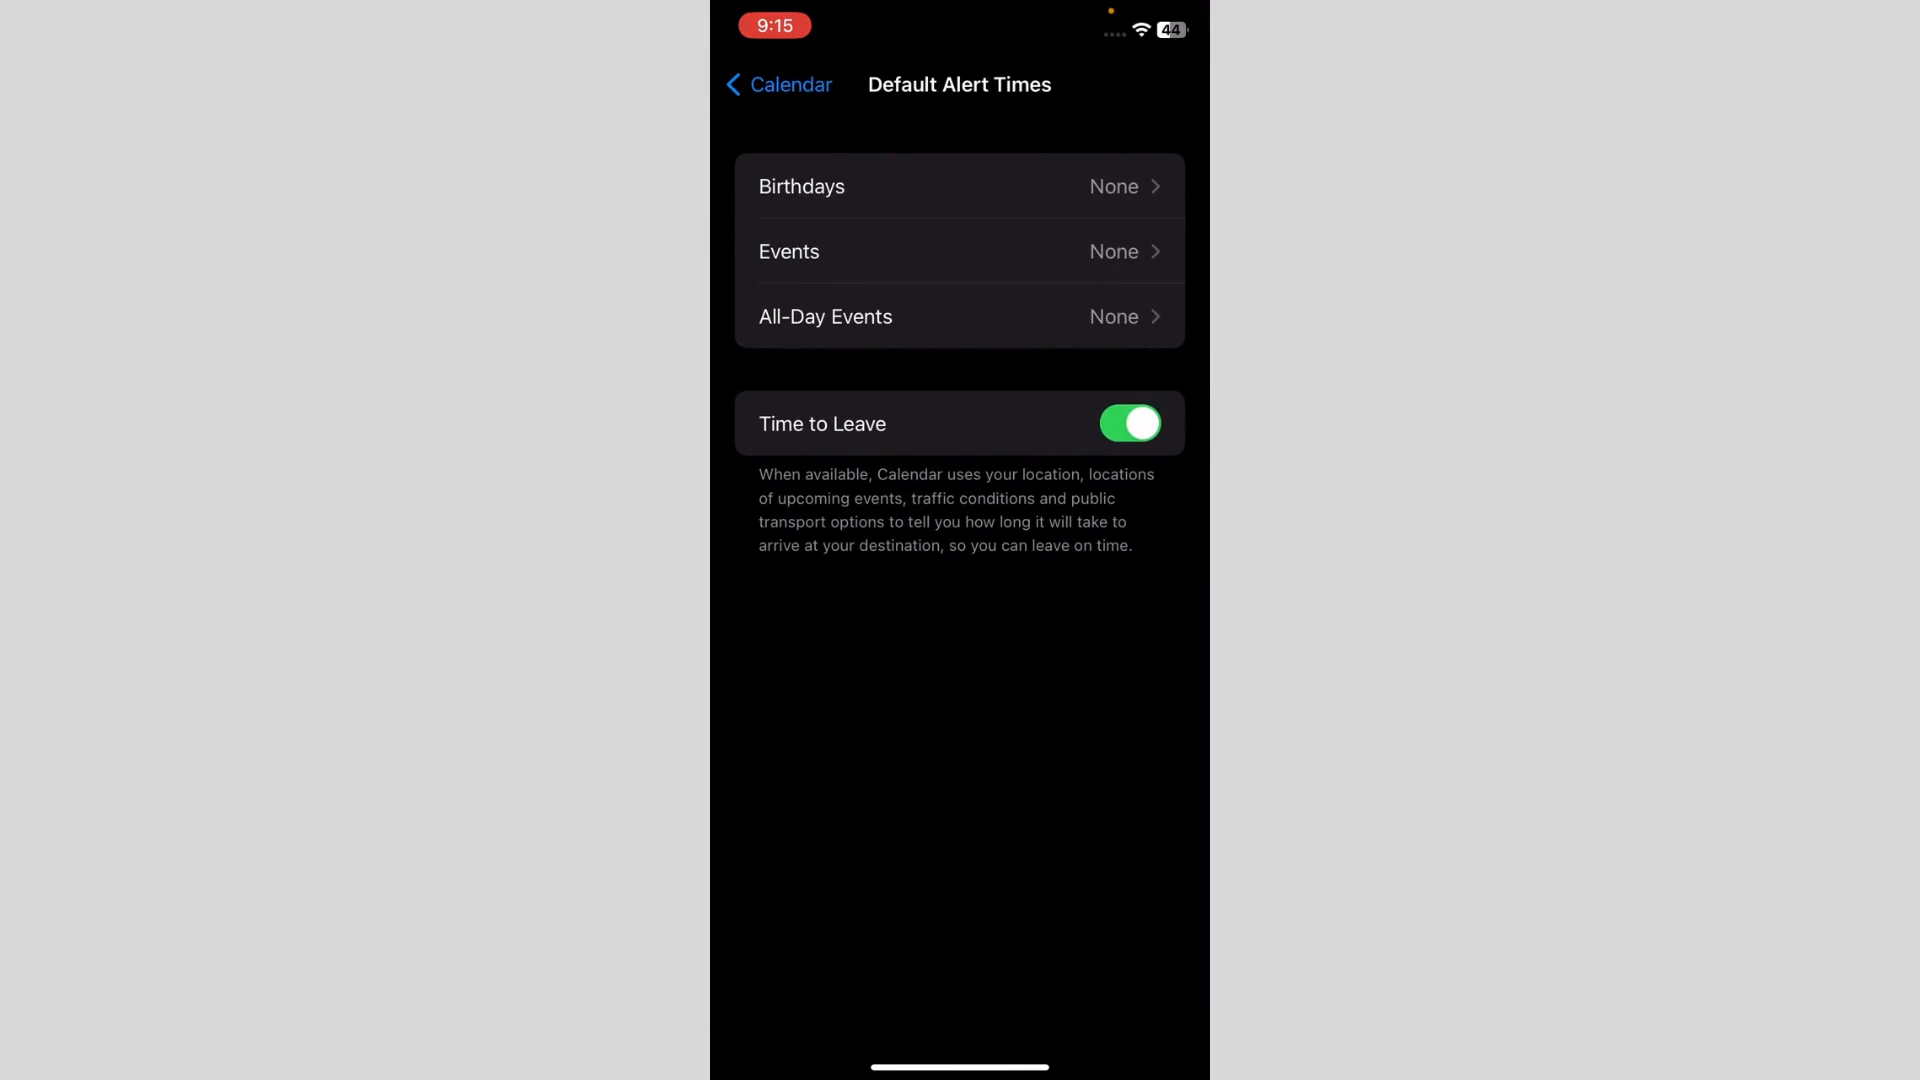 9:15
44
Calendar
Default Alert Times
Birthdays None
Events None
All-Day Events None
Time to Leave
When available, Calendar uses your location, locations
of upcoming events, traffic conditions and public
transport options to tell you how long it will take to
arrive at your destination, so you can leave on time.